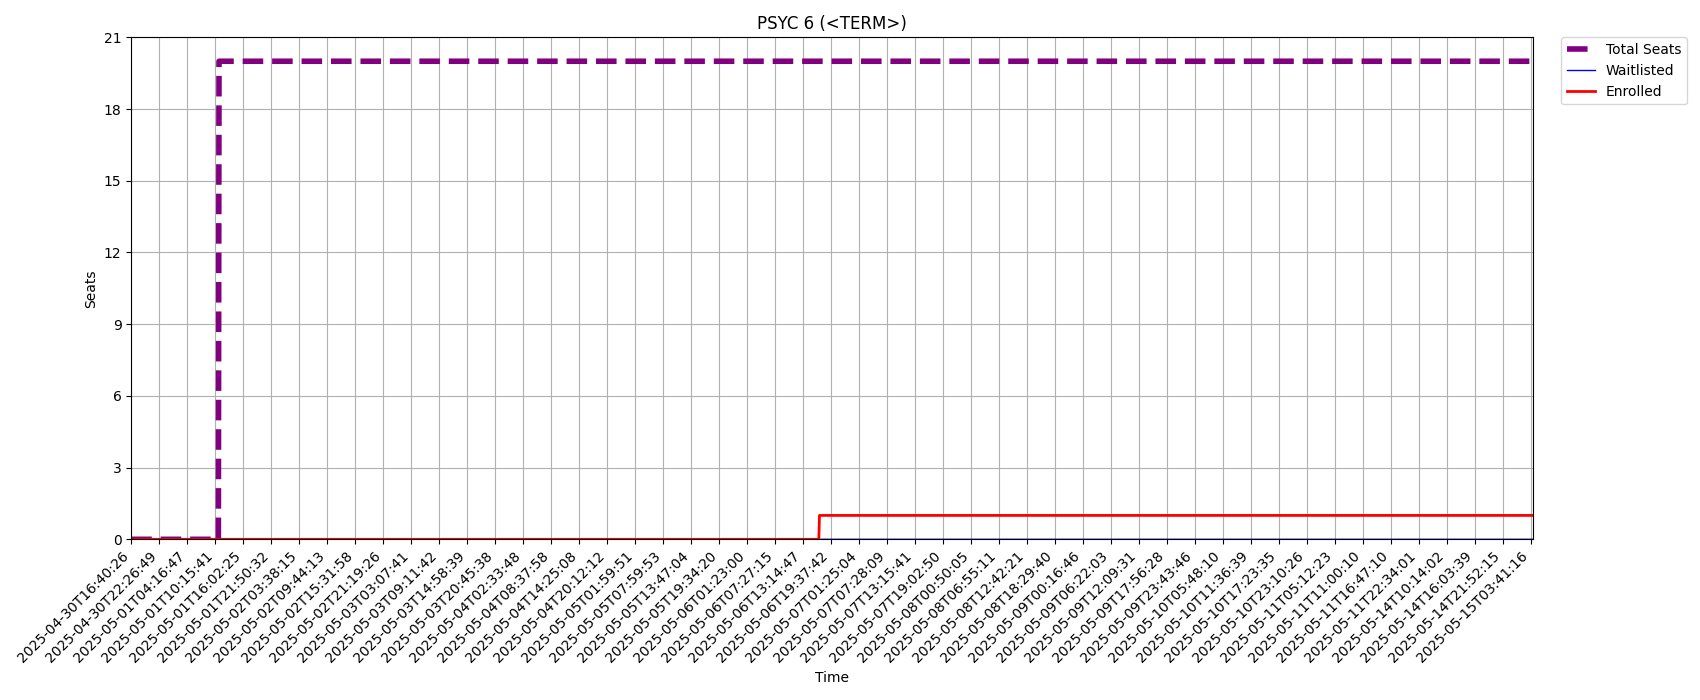 PSYC 6 (<TERM>)
Total Seats
Waitlisted
Enrolled
Seats
21
18
15
12
9
6
3
0
2025-04-30T16:40:26
2025-04-30T22:26:49
2025-05-01T04:16:47
2025-05-01T10:15:41
2025-05-01T16:02:25
2025-05-01T21:50:32
2025-05-02T03:38:15
2025-05-02T09:44:13
2025-05-02T15:31:58
2025-05-02T21:19:26
2025-05-03T03:07:41
2025-05-03T09:11:42
2025-05-03T14:58:39
2025-05-03T20:45:38
2025-05-04T02:33:48
2025-05-04T08:37:58
2025-05-04T14:25:08
2025-05-04T20:12:12
2025-05-05T01:59:51
2025-05-05T07:59:53
2025-05-05T13:47:04
2025-05-05T19:34:20
2025-05-06T01:23:00
2025-05-06T07:27:15
2025-05-06T13:14:47
2025-05-06T19:37:42
2025-05-07T01:25:04
2025-05-07T07:28:09
2025-05-07T13:15:41
2025-05-07T19:02:50
2025-05-08T00:50:05
2025-05-08T06:55:11
2025-05-08T12:42:21
2025-05-08T18:29:40
2025-05-09T00:16:46
2025-05-09T06:22:03
2025-05-09T12:09:31
2025-05-09T17:56:28
2025-05-09T23:43:46
2025-05-10T05:48:10
2025-05-10T11:36:39
2025-05-10T17:23:35
2025-05-10T23:10:26
2025-05-11T05:12:23
2025-05-11T11:00:10
2025-05-11T16:47:10
2025-05-11T22:34:01
2025-05-14T10:14:02
2025-05-14T16:03:39
2025-05-14T21:52:15
2025-05-15T03:41:16
Time